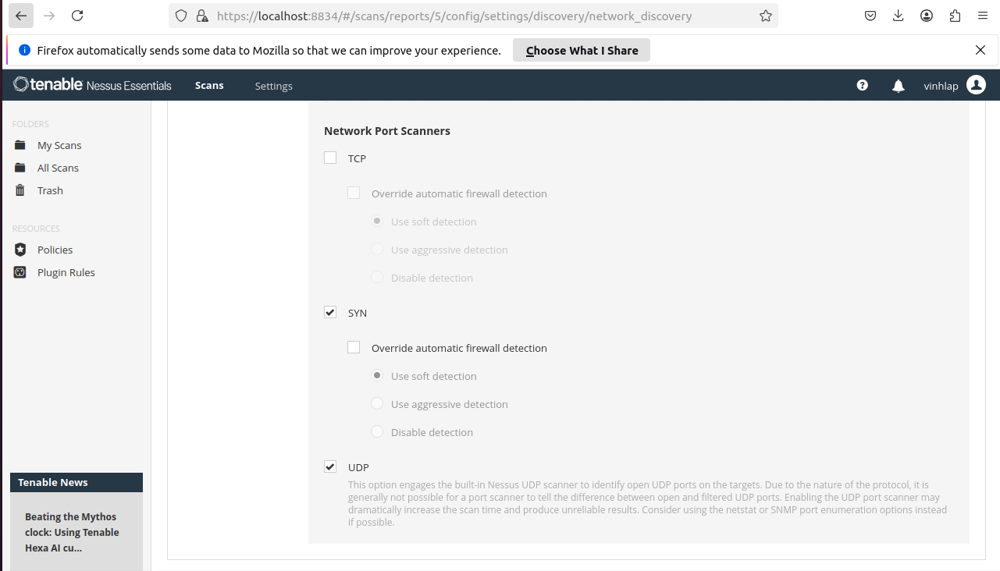 https://localhost:8834/#/scans/reports/5/config/settings/discovery/network_discovery
Firefox automatically sends some data to Mozilla so that we can improve your experience. Choose What I Share
tenable Nessus Essentials Scans Settings vinhlap
FOLDERS
My Scans
All Scans
Trash
RESOURCES
Policies
Plugin Rules
Tenable News
Beating the Mythos
clock: Using Tenable
Hexa AI cu...
Network Port Scanners
TCP
Override automatic firewall detection
Use soft detection
Use aggressive detection
Disable detection
SYN
Override automatic firewall detection
Use soft detection
Use aggressive detection
Disable detection
UDP
This option engages the built-in Nessus UDP scanner to identify open UDP ports on the targets. Due to the nature of the protocol, it is
generally not possible for a port scanner to tell the difference between open and filtered UDP ports. Enabling the UDP port scanner may
dramatically increase the scan time and produce unreliable results. Consider using the netstat or SNMP port enumeration options instead
if possible.